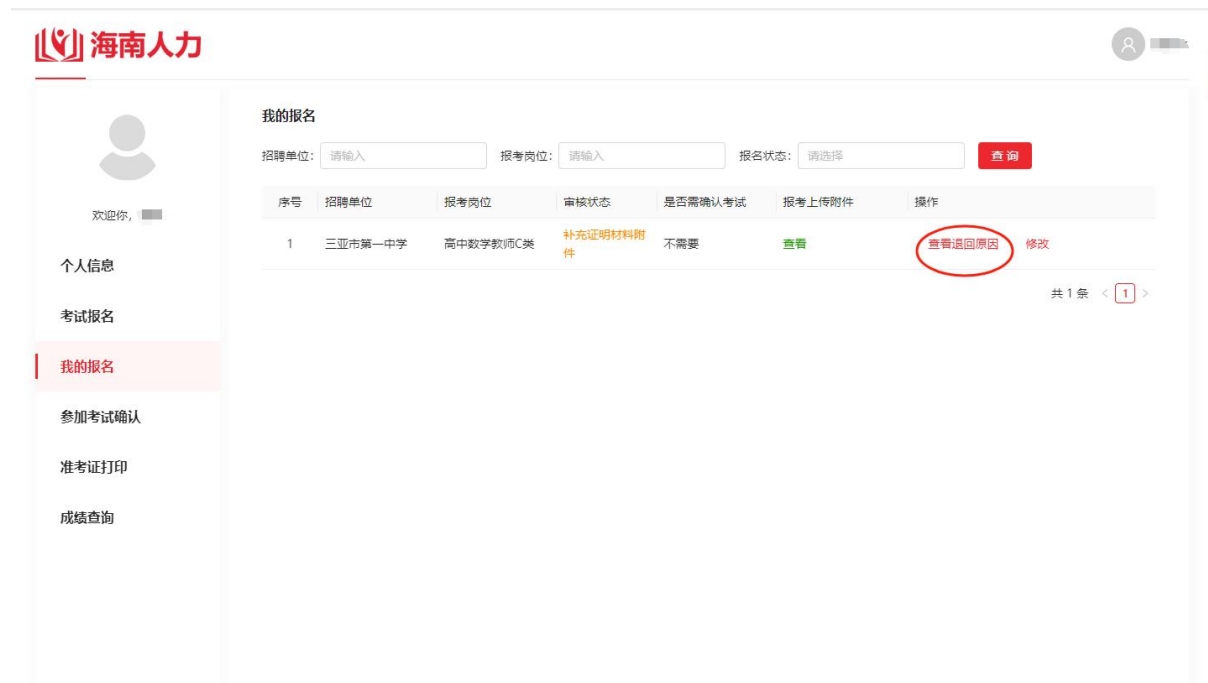 海南人力
欢迎你，
个人信息
考试报名
我的报名
参加考试确认
准考证打印
成绩查询
我的报名
招聘单位： 请输入 报考岗位： 请输入 报名状态： 请选择 查询
序号 招聘单位 报考岗位 审核状态 是否需确认考试 报考上传附件 操作
1 三亚市第一中学 高中数学教师C类 补充证明材料附件 不需要 查看 查看退回原因 修改
共 1 条 < 1 >